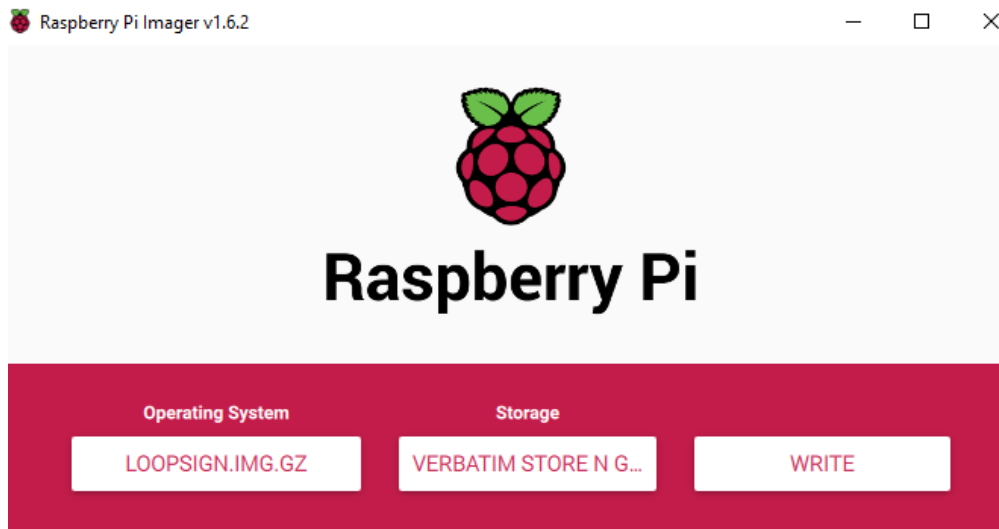 Raspberry Pi Imager v1.6.2
Raspberry Pi
Operating System
Storage
LOOPSIGN.IMG.GZ
VERBATIM STORE N G...
WRITE